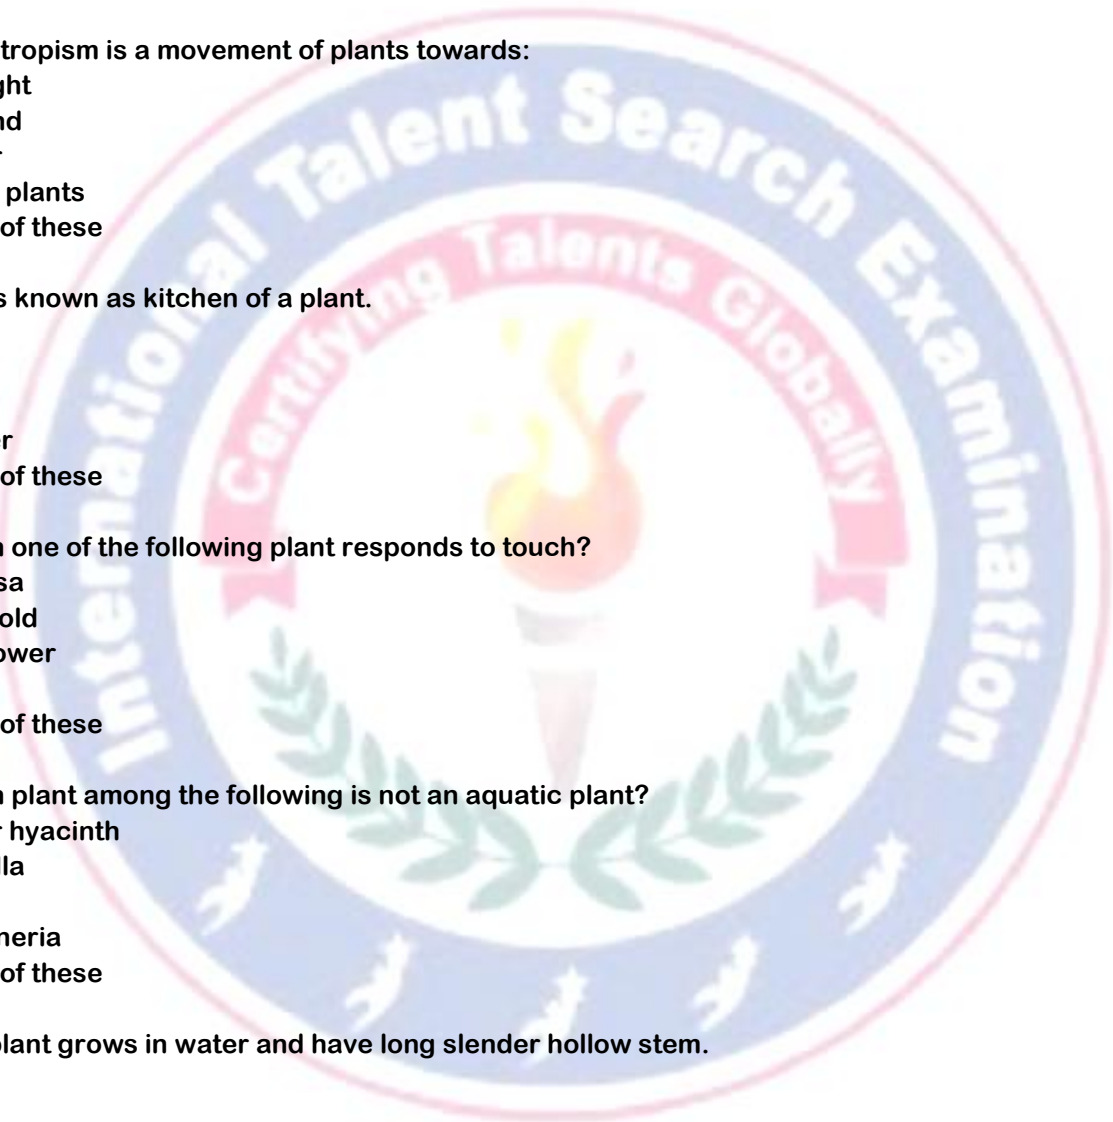 tropism is a movement of plants towards:
ght
nd
r
plants
of these
s known as kitchen of a plant.
er
of these
n one of the following plant responds to touch?
sa
old
ower
of these
n plant among the following is not an aquatic plant?
r hyacinth
lla
neria
of these
plant grows in water and have long slender hollow stem.
International Talent Search Examination
Certifying Talents Globally